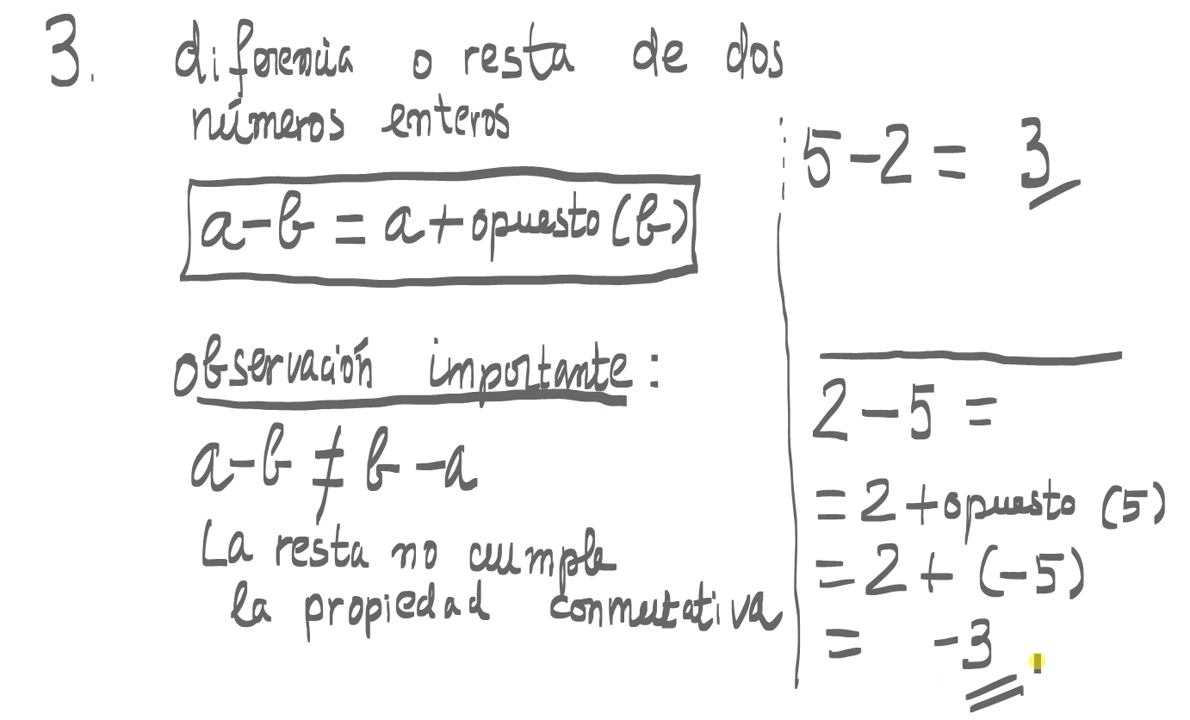 3. diferencia o resta de dos
números enteros
a-b = a + opuesto (b)
observación importante:
a-b ≠ b-a
La resta no cumple
la propiedad conmutativa
5-2 = 3
2-5 =
= 2 + opuesto (5)
= 2 + (-5)
= -3